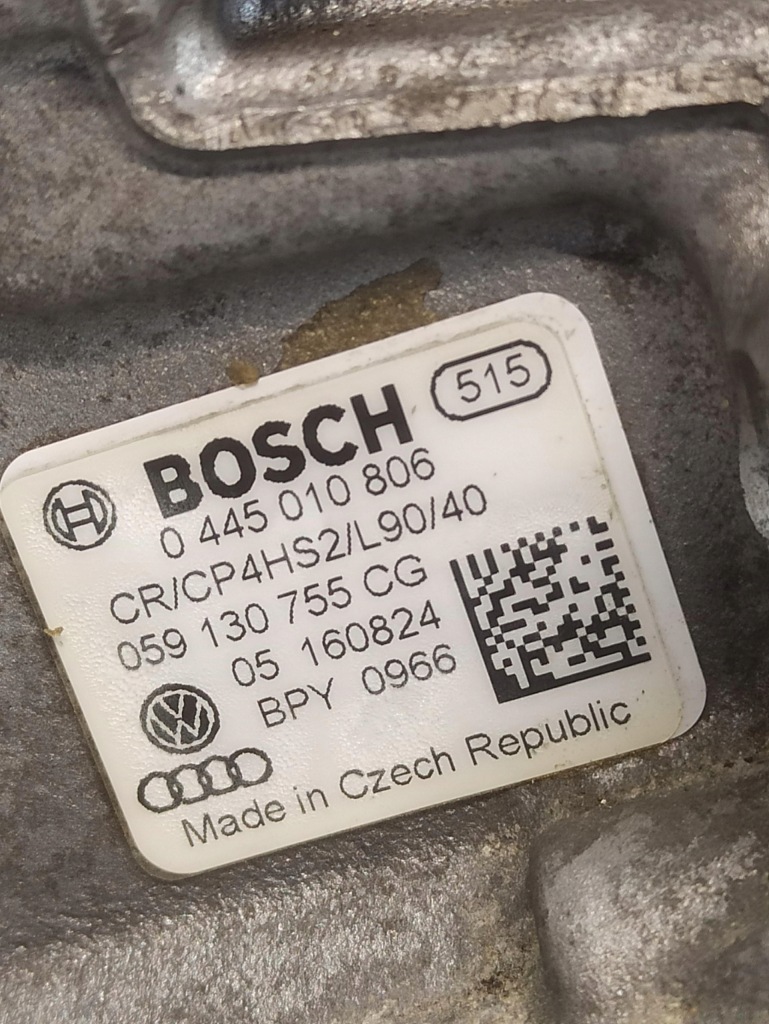 BOSCH 515
0 445 010 806
CR/CP4HS2/L90/40
059 130 755 CG
05 160824
BPY 0966
Made in Czech Republic